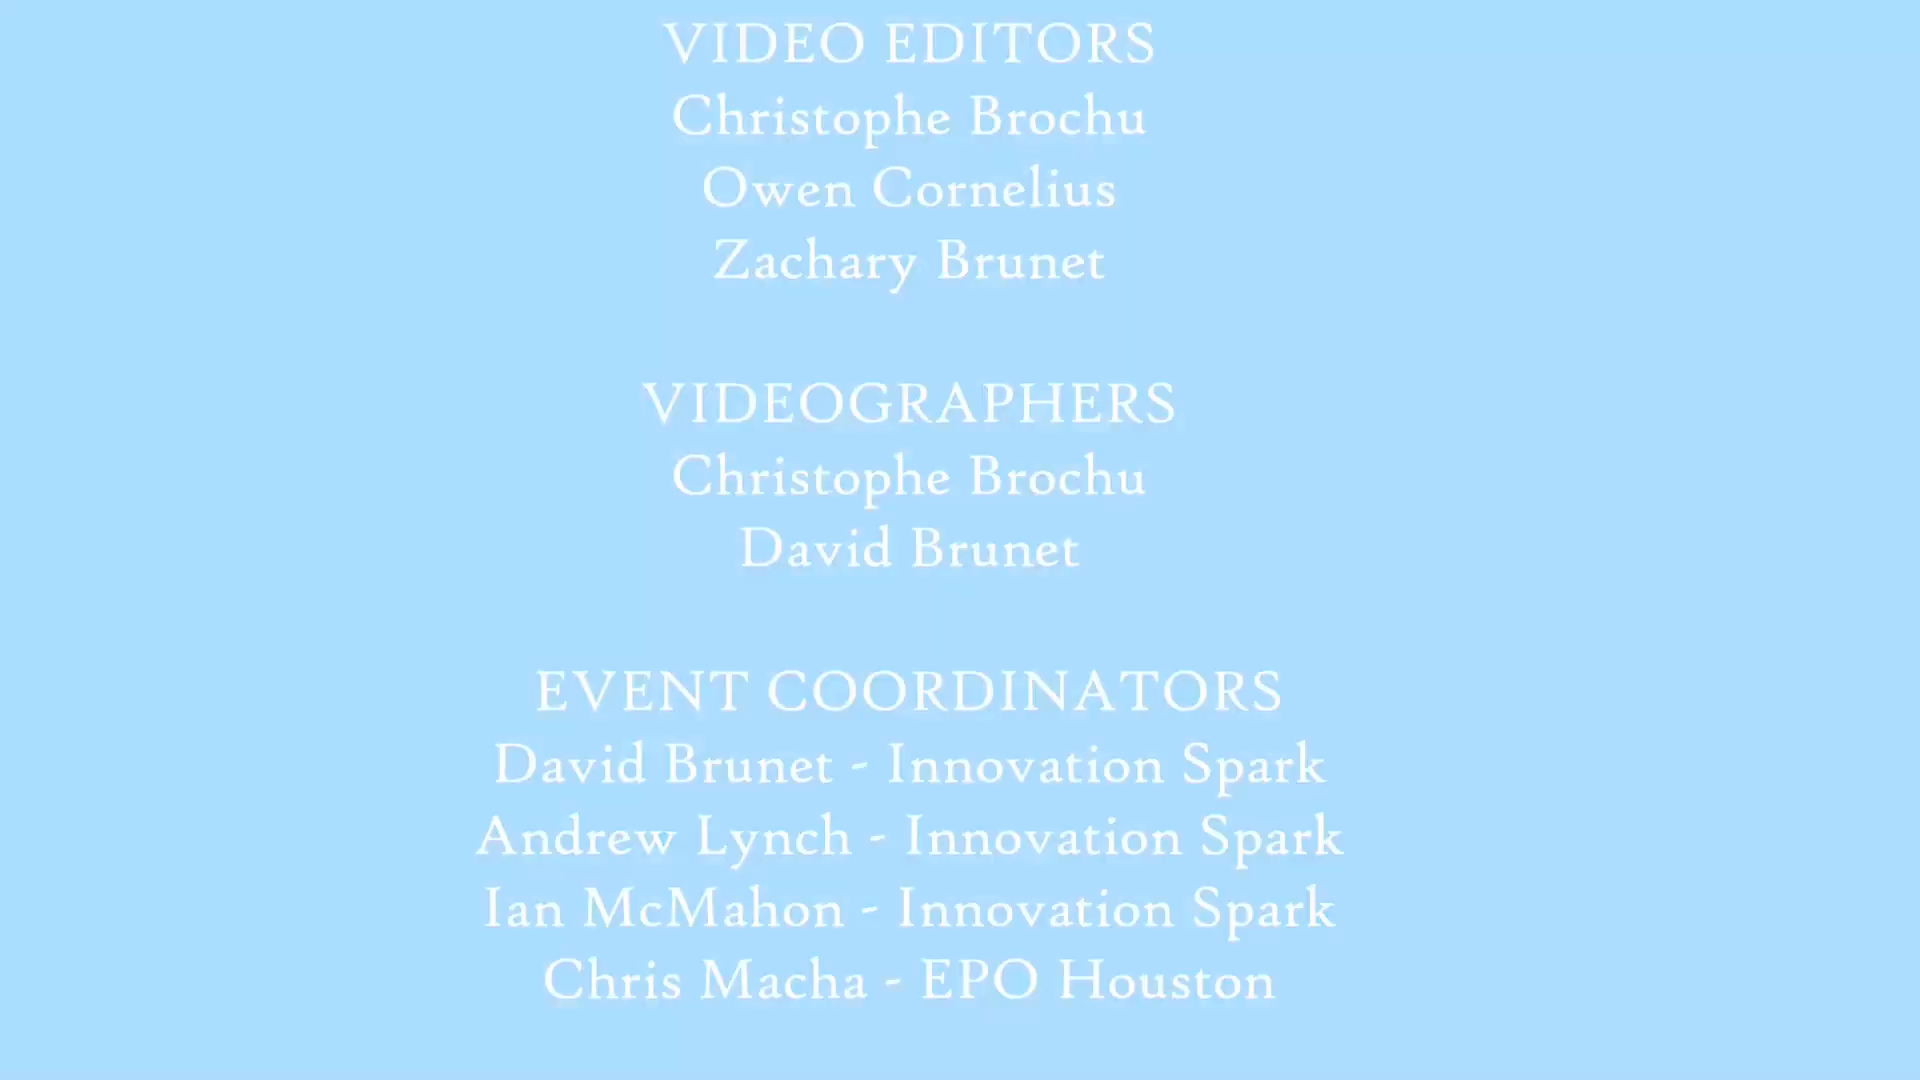 VIDEO EDITORS
Christophe Brochu
Owen Cornelius
Zachary Brunet
VIDEOGRAPHERS
Christophe Brochu
David Brunet
EVENT COORDINATORS
David Brunet - Innovation Spark
Andrew Lynch - Innovation Spark
Ian McMahon - Innovation Spark
Chris Macha - EPO Houston